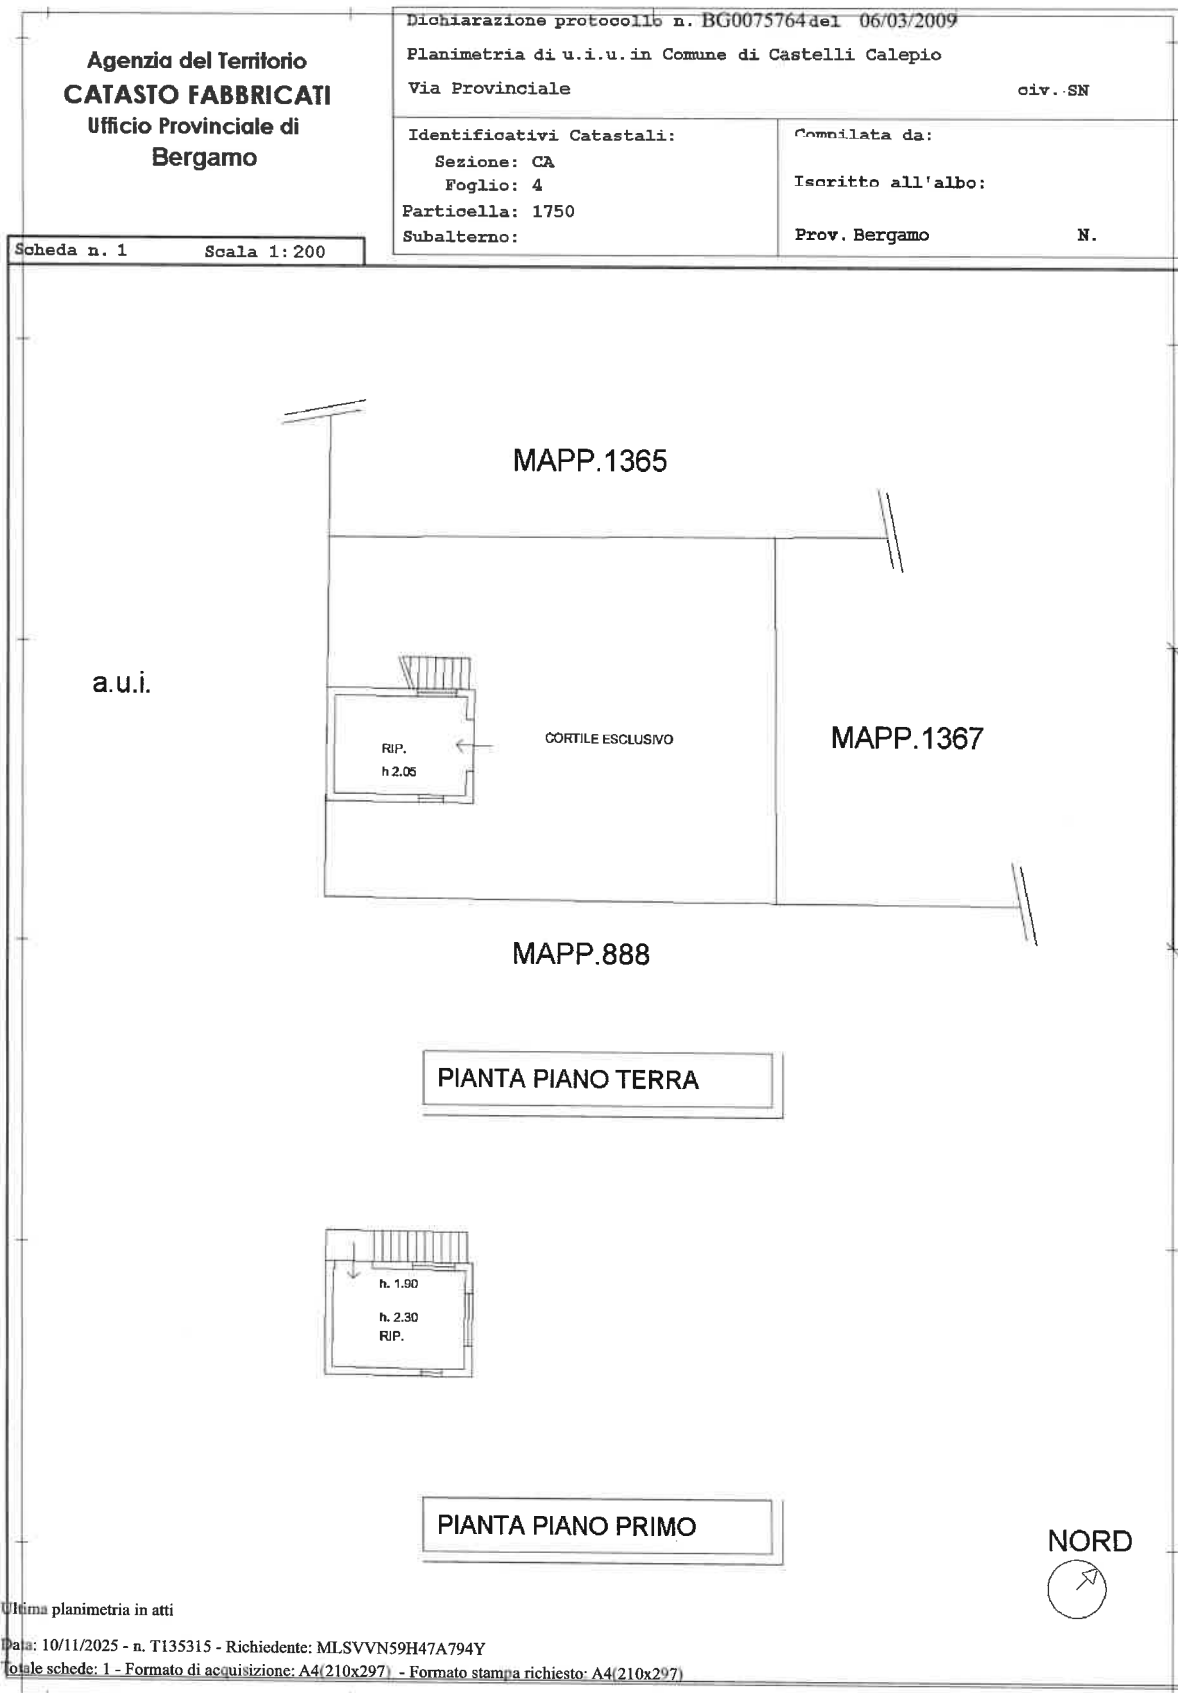 Agenzia del Territorio
CATASTO FABBRICATI
Ufficio Provinciale di
Bergamo
Dichiarazione protocollo n. BG0075764 del 06/03/2009
Planimetria di u.i.u. in Comune di Castelli Calepio
Via Provinciale civ. SN
Identificativi Catastali:
Sezione: CA
Foglio: 4
Particella: 1750
Subalterno:
Compilata da:
Iscritto all'albo:
Prov. Bergamo N.
Scheda n. 1 Scala 1:200
MAPP.1365
a.u.i.
RIP.
h 2.05
CORTILE ESCLUSIVO
MAPP.1367
MAPP.888
PIANTA PIANO TERRA
h. 1.90
h. 2.30
RIP.
PIANTA PIANO PRIMO
NORD
Ultima planimetria in atti
Data: 10/11/2025 - n. T135315 - Richiedente: MLSVVN59H47A794Y
Totale schede: 1 - Formato di acquisizione: A4(210x297) - Formato stampa richiesto: A4(210x297)